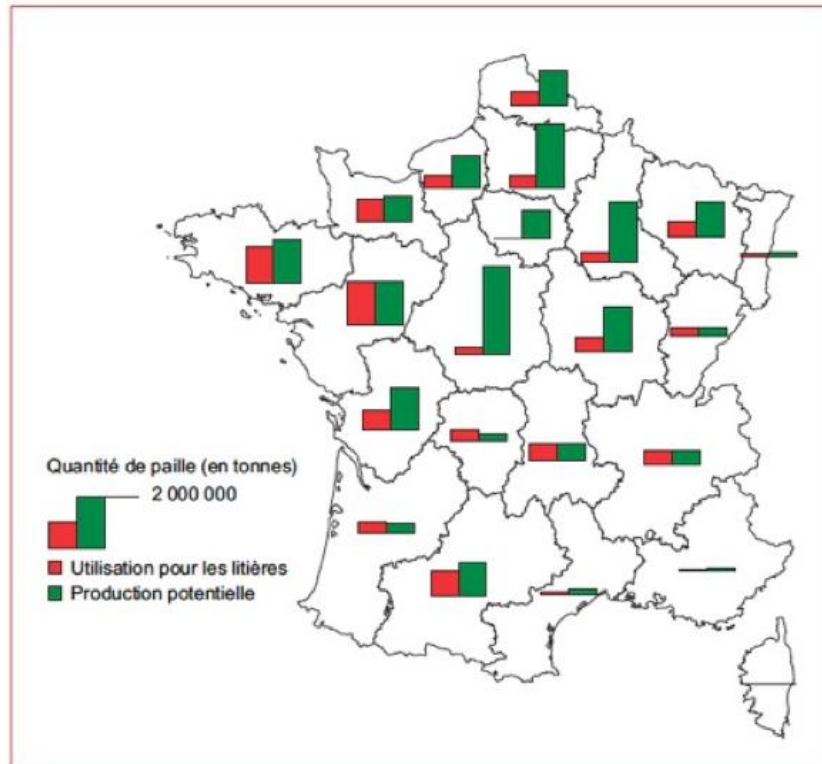 Quantité de paille (en tonnes)
2 000 000
Utilisation pour les litières
Production potentielle